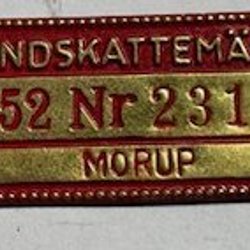 NDSKATTEMÄ
52 Nr 231
MORUP